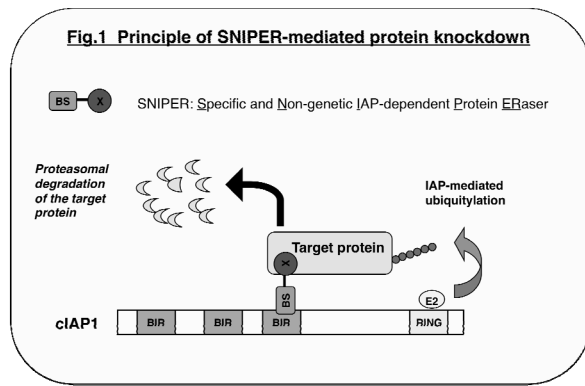 Fig.1 Principle of SNIPER-mediated protein knockdown
BS X SNIPER: Specific and Non-genetic IAP-dependent Protein ERaser
Proteasomal
degradation
of the target
protein
IAP-mediated
ubiquitylation
Target protein
X
BS
E2
cIAP1 BIR BIR BIR RING